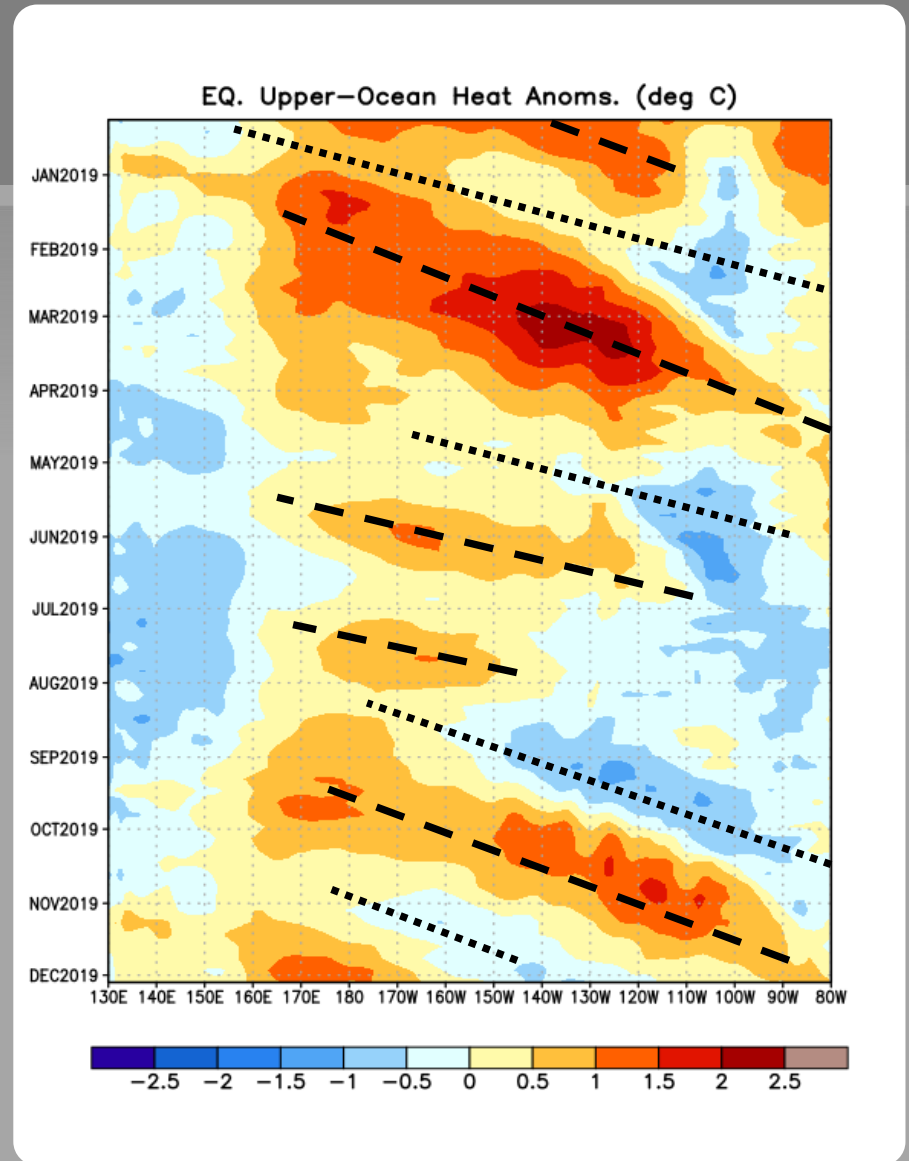 EQ. Upper-Ocean Heat Anoms. (deg C)
JAN2019
FEB2019
MAR2019
APR2019
MAY2019
JUN2019
JUL2019
AUG2019
SEP2019
OCT2019
NOV2019
DEC2019
130E 140E 150E 160E 170E 180 170W 160W 150W 140W 130W 120W 110W 100W 90W 80W
-2.5 -2 -1.5 -1 -0.5 0 0.5 1 1.5 2 2.5